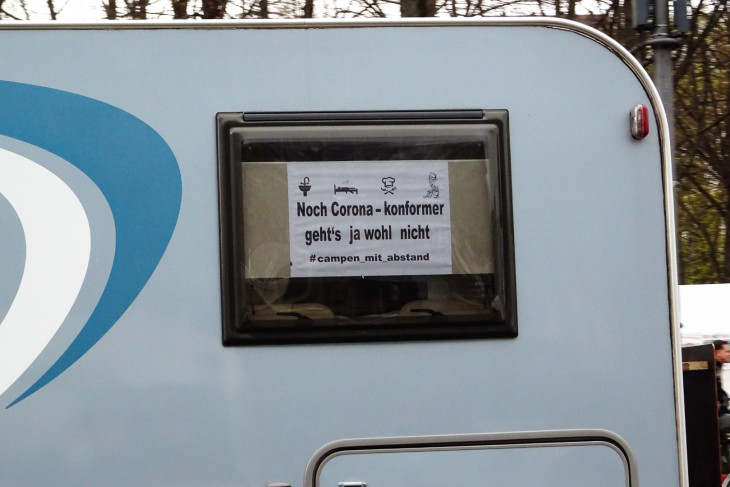 Noch Corona - konformer
geht's ja wohl nicht
#campen_mit_abstand